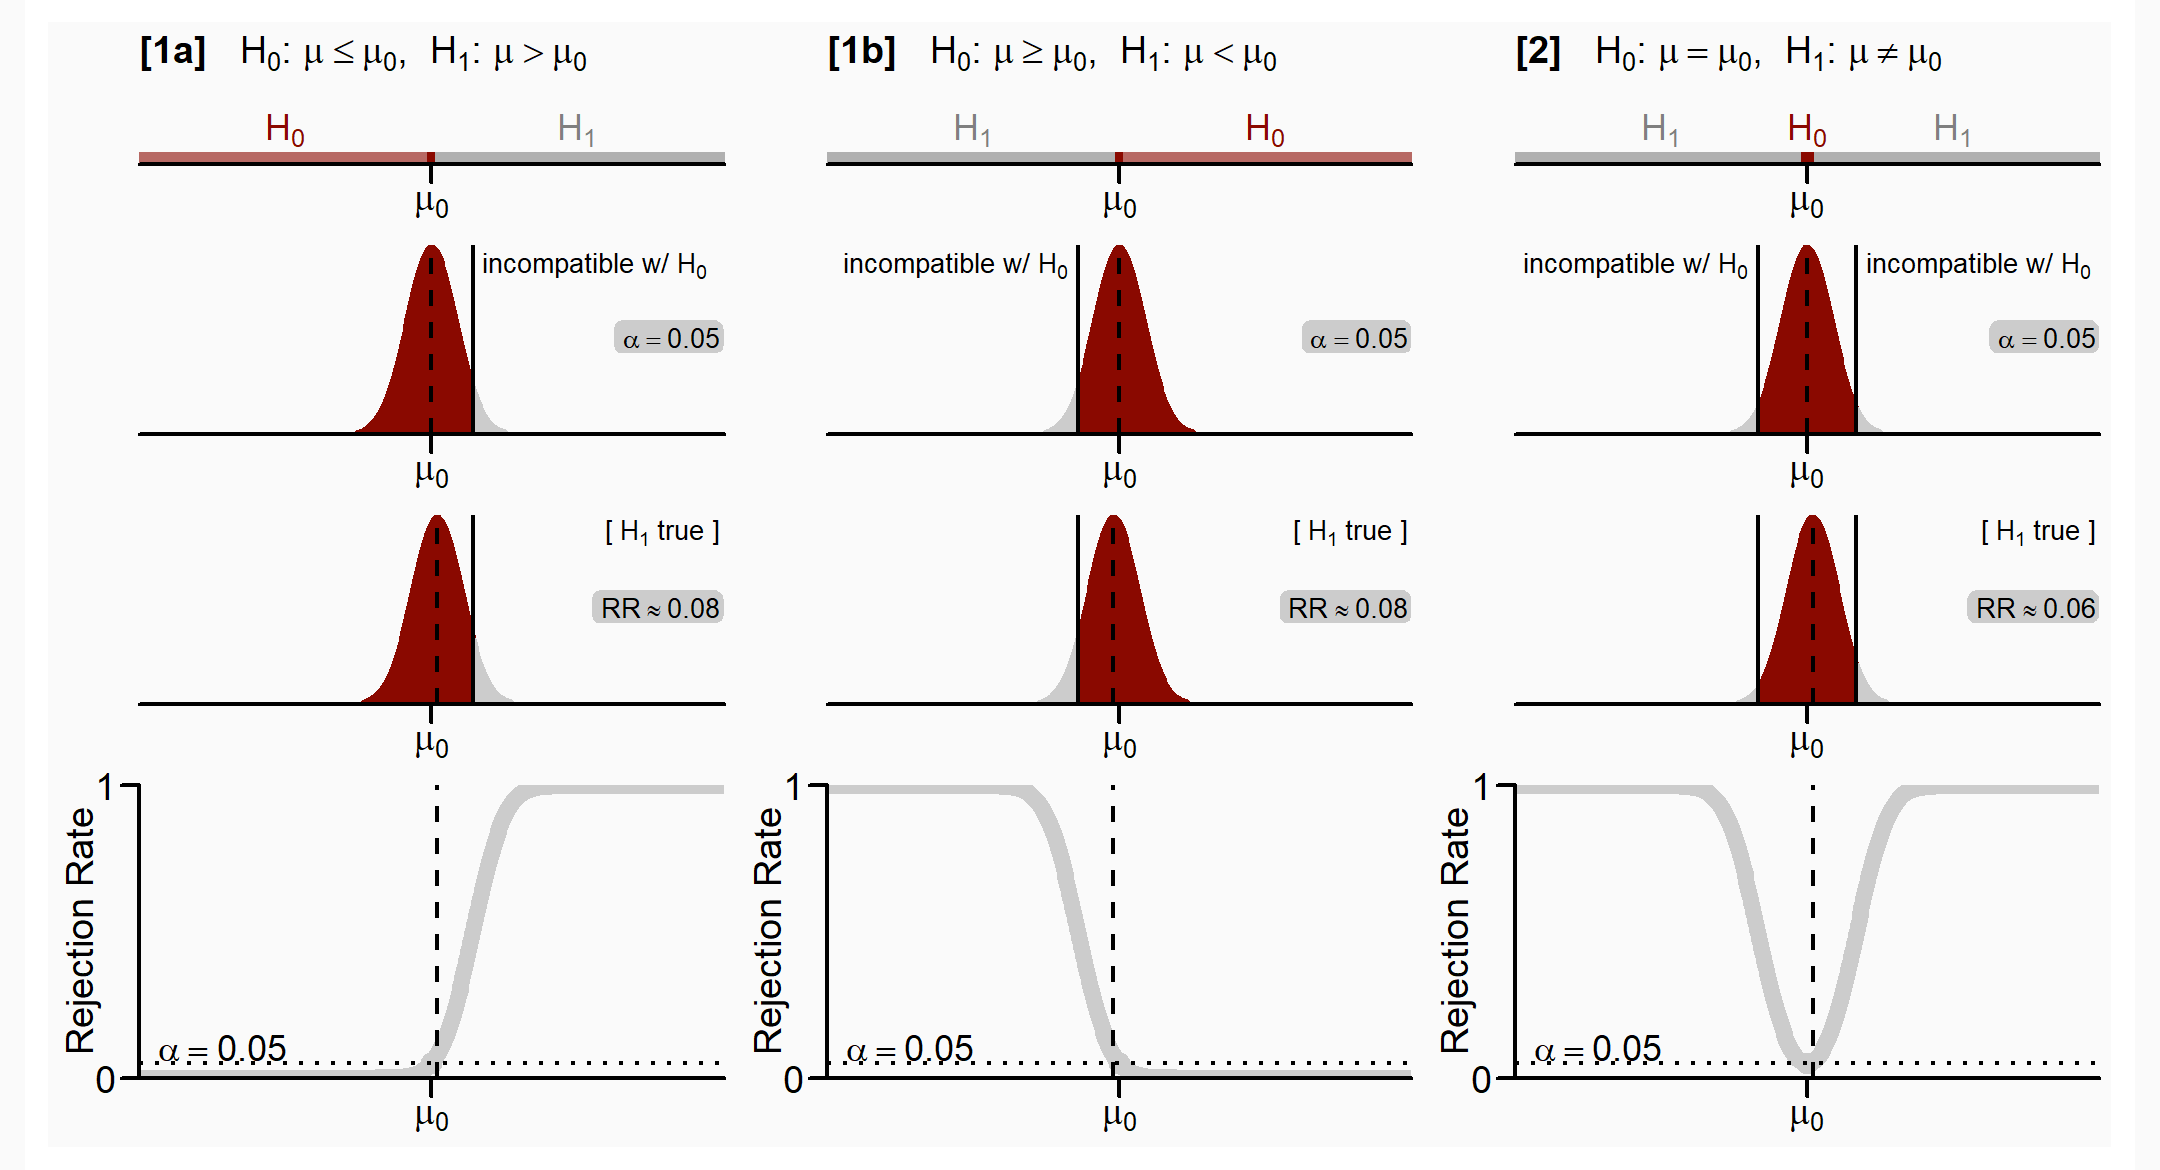 [1a] H₀: μ ≤ μ₀, H₁: μ > μ₀
H₀ H₁
μ₀
incompatible w/ H₀
α = 0.05
μ₀
[ H₁ true ]
RR ≈ 0.08
μ₀
1
Rejection Rate
α = 0.05
0
μ₀
[1b] H₀: μ ≥ μ₀, H₁: μ < μ₀
H₁ H₀
μ₀
incompatible w/ H₀
α = 0.05
μ₀
[ H₁ true ]
RR ≈ 0.08
μ₀
1
Rejection Rate
α = 0.05
0
μ₀
[2] H₀: μ = μ₀, H₁: μ ≠ μ₀
H₁ H₀ H₁
μ₀
incompatible w/ H₀ incompatible w/ H₀
α = 0.05
μ₀
[ H₁ true ]
RR ≈ 0.06
μ₀
1
Rejection Rate
α = 0.05
0
μ₀